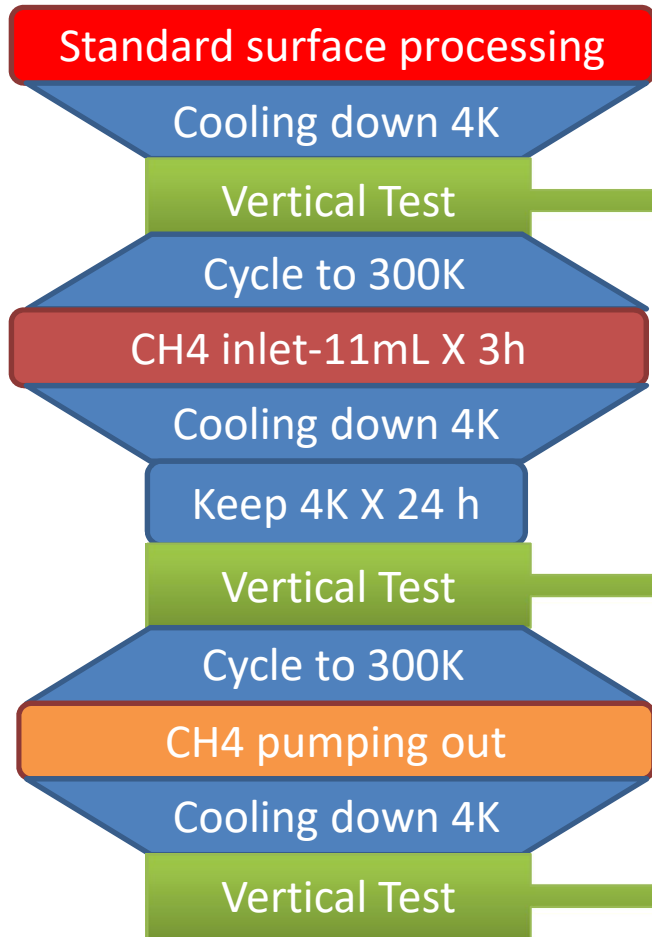 Standard surface processing
Cooling down 4K
Vertical Test
Cycle to 300K
CH4 inlet-11mL X 3h
Cooling down 4K
Keep 4K X 24 h
Vertical Test
Cycle to 300K
CH4 pumping out
Cooling down 4K
Vertical Test